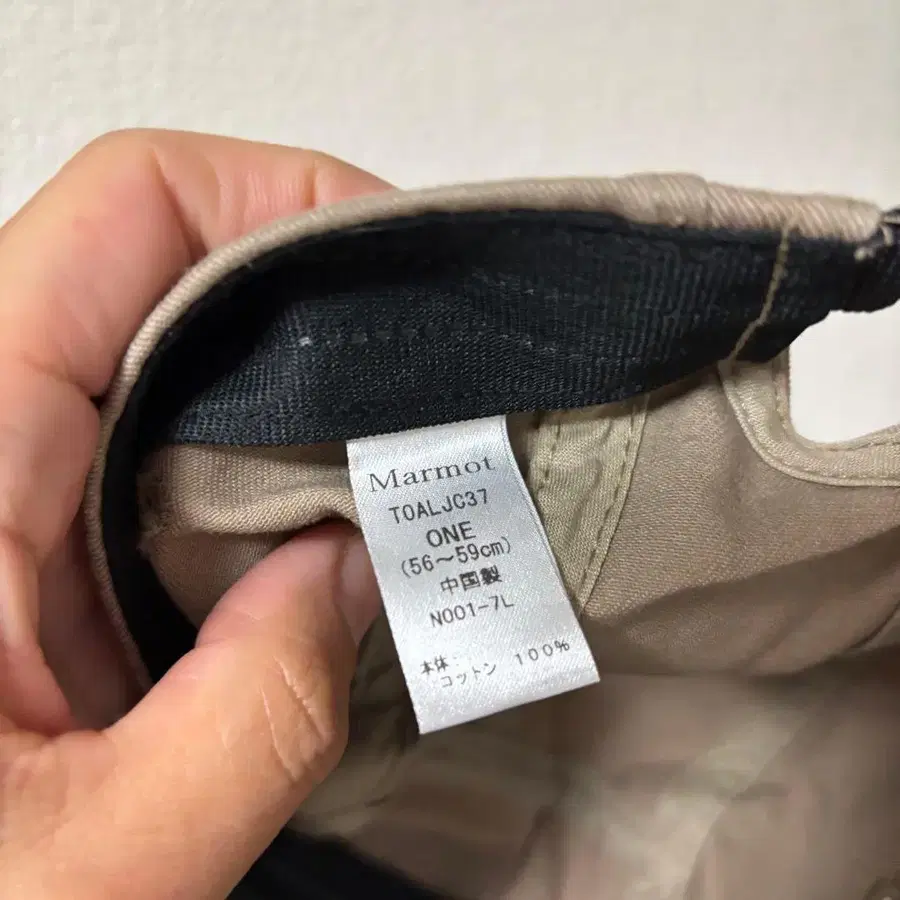 Marmot
TOALJC37
ONE
(56～59cm)
中国製
N001-7L
本体:
コットン 100%